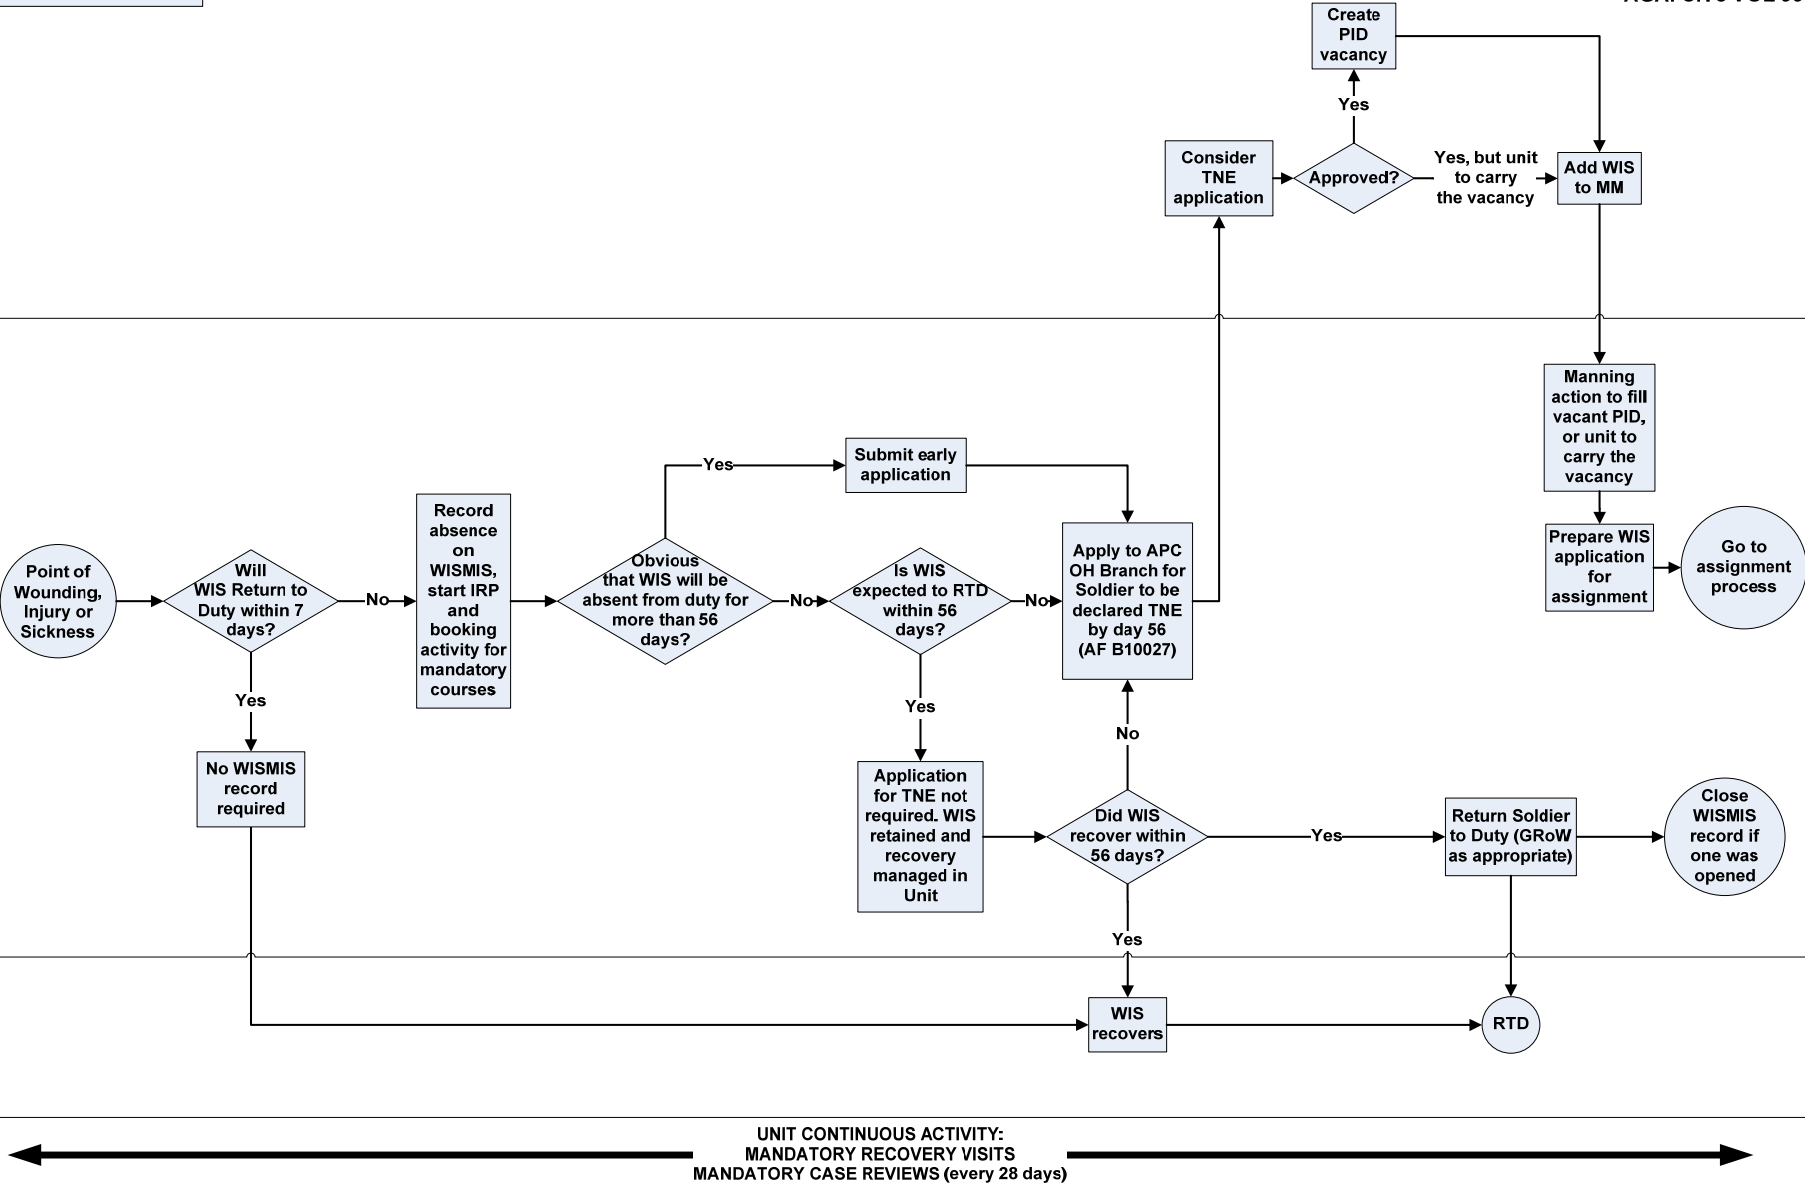 Create
PID
vacancy
Yes
Consider
TNE
application
Approved?
Yes, but unit
to carry
the vacancy
Add WIS
to MM
Manning
action to fill
vacant PID,
or unit to
carry the
vacancy
Submit early
application
Yes
Point of
Wounding,
Injury or
Sickness
Will
WIS Return to
Duty within 7
days?
No
Record
absence
on
WISMIS,
start IRP
and
booking
activity for
mandatory
courses
Obvious
that WIS will be
absent from duty for
more than 56
days?
No
Is WIS
expected to RTD
within 56
days?
No
Apply to APC
OH Branch for
Soldier to be
declared TNE
by day 56
(AF B10027)
Prepare WIS
application
for
assignment
Go to
assignment
process
Yes
Yes
No
No WISMIS
record
required
Application
for TNE not
required. WIS
retained and
recovery
managed in
Unit
Did WIS
recover within
56 days?
Yes
Return Soldier
to Duty (GRoW
as appropriate)
Close
WISMIS
record if
one was
opened
Yes
WIS
recovers
RTD
UNIT CONTINUOUS ACTIVITY:
MANDATORY RECOVERY VISITS
MANDATORY CASE REVIEWS (every 28 days)